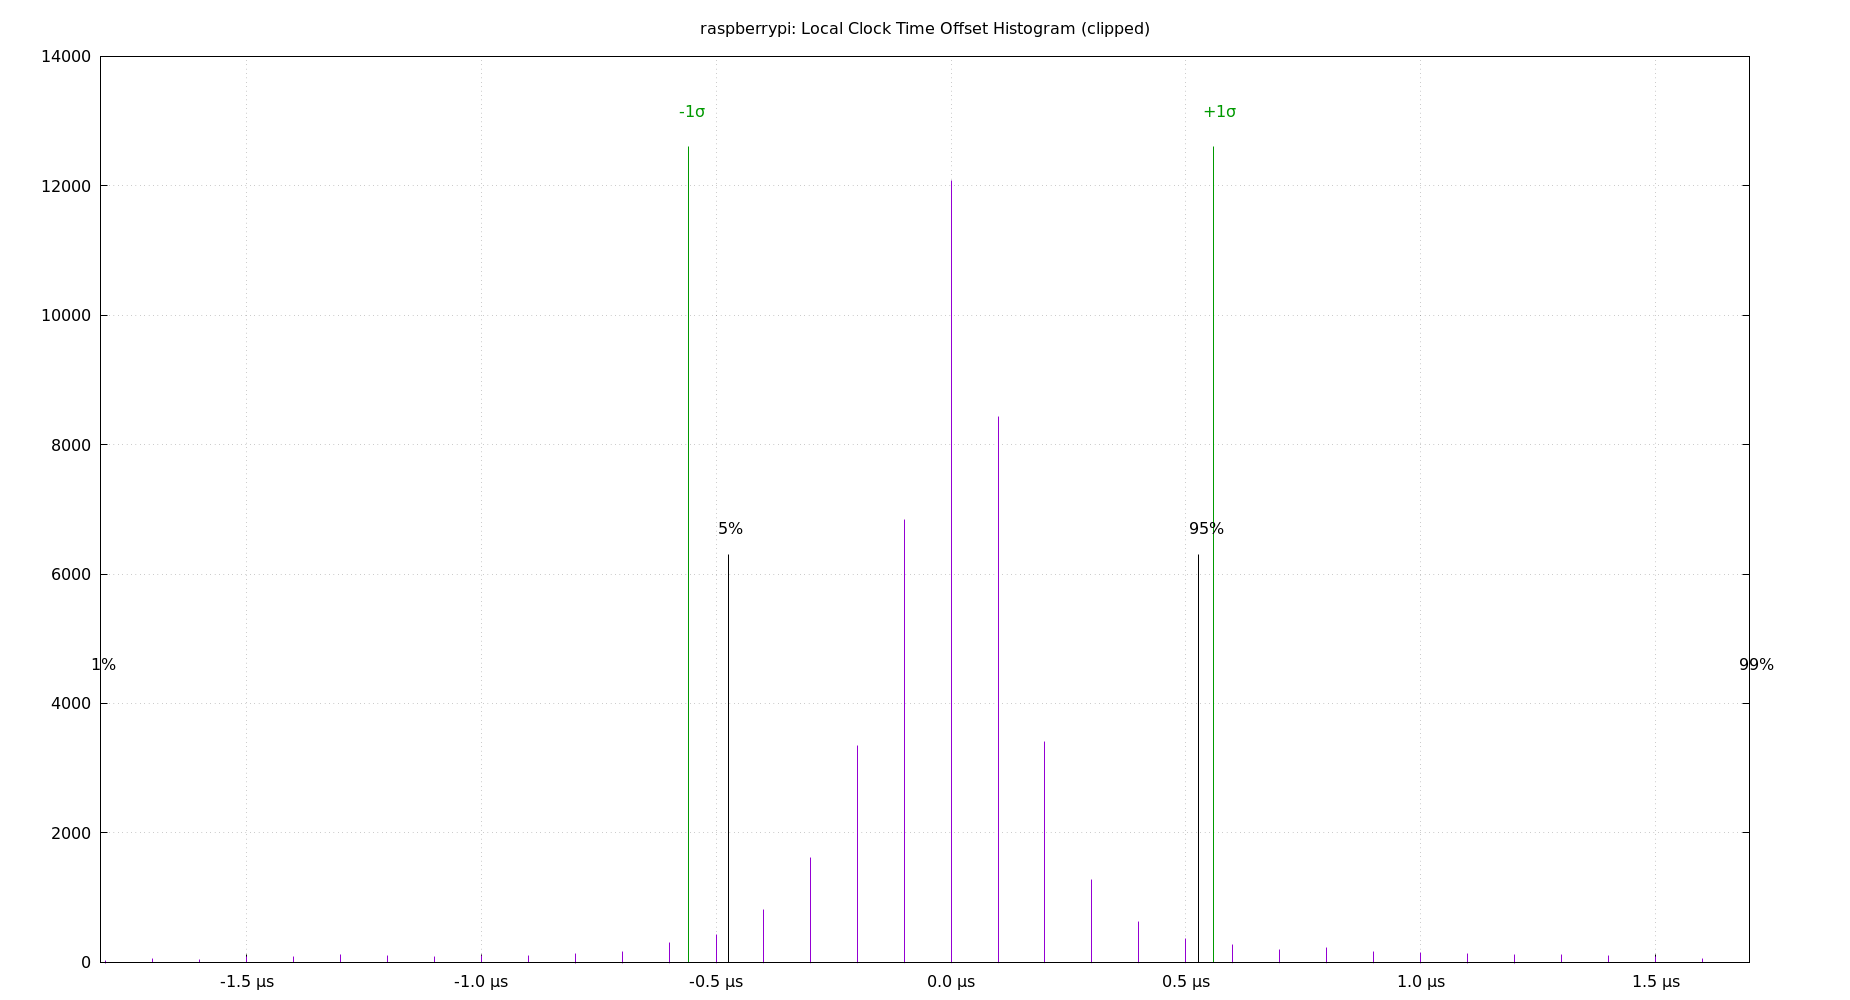 raspberrypi: Local Clock Time Offset Histogram (clipped)
14000
-1σ
+1σ
12000
10000
8000
5%
95%
6000
1%
99%
4000
2000
0
-1.5 µs
-1.0 µs
-0.5 µs
0.0 µs
0.5 µs
1.0 µs
1.5 µs